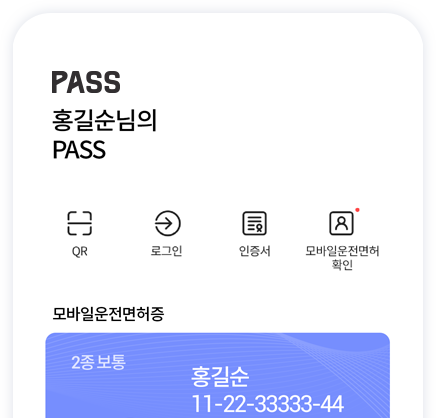 PASS
홍길순님의
PASS
QR
로그인
인증서
모바일운전면허
확인
모바일운전면허증
2종 보통
홍길순
11-22-33333-44